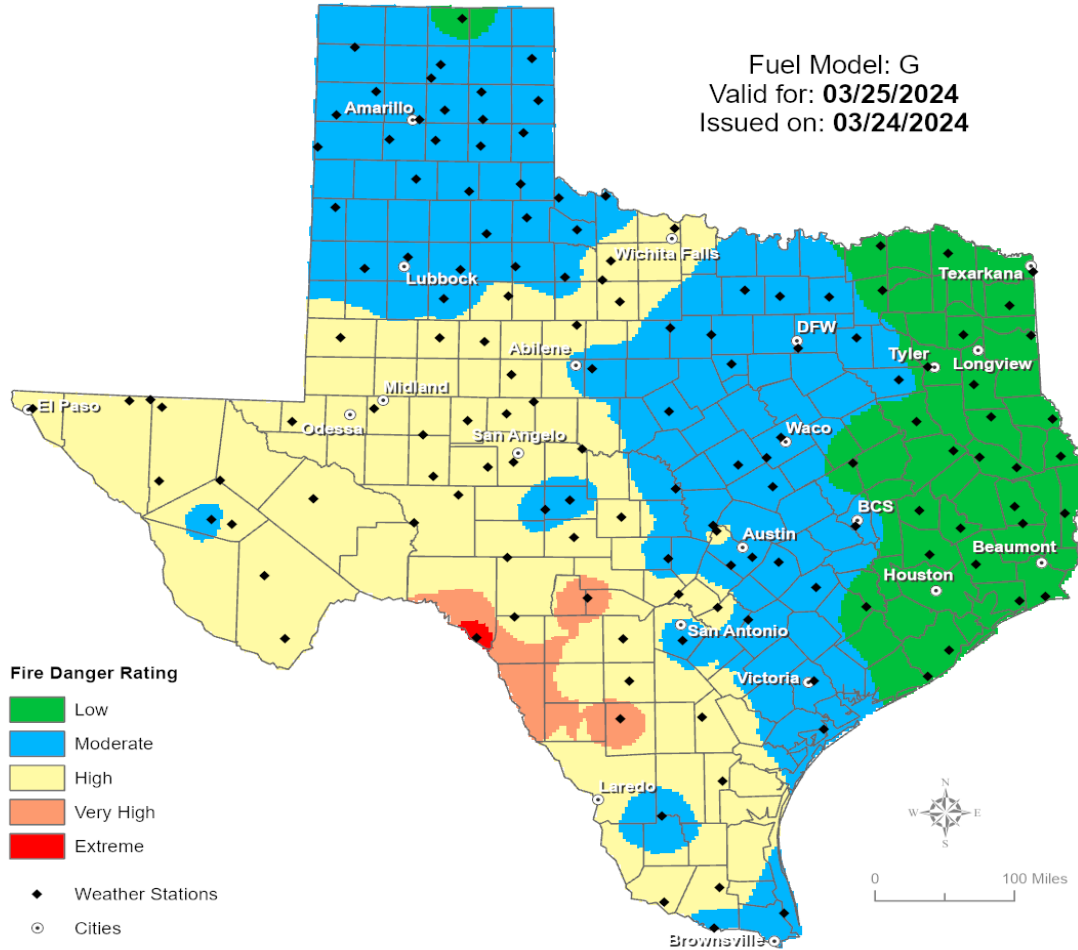 Fuel Model: G
Valid for: 03/25/2024
Issued on: 03/24/2024
Amarillo
Wichita Falls
Lubbock
Texarkana
DFW
Abilene
Tyler
Longview
Midland
El Paso
Odessa
Waco
San Angelo
BCS
Austin
Beaumont
Houston
San Antonio
Victoria
Laredo
Brownsville
Fire Danger Rating
Low
Moderate
High
Very High
Extreme
Weather Stations
Cities
N
W E
S
0 100 Miles